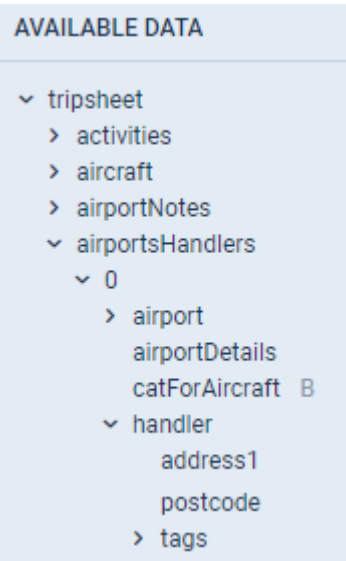 AVAILABLE DATA
tripsheet
activities
aircraft
airportNotes
airportsHandlers
0
airport
airportDetails
catForAircraft B
handler
address1
postcode
tags